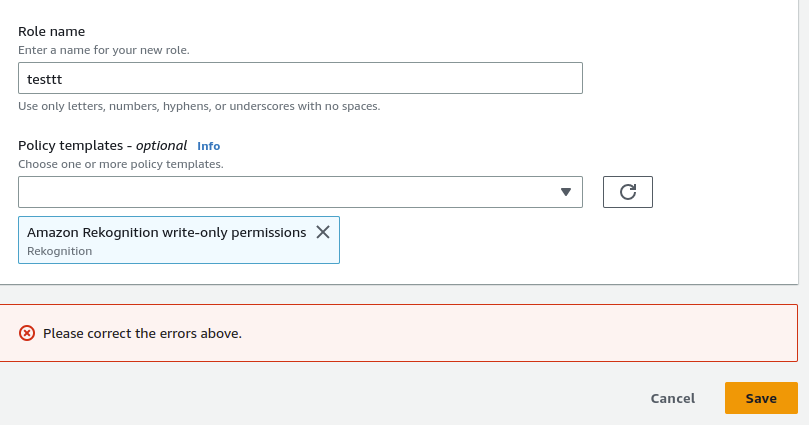 Role name
Enter a name for your new role.
testtt
Use only letters, numbers, hyphens, or underscores with no spaces.
Policy templates - optional Info
Choose one or more policy templates.
Amazon Rekognition write-only permissions
Rekognition
Please correct the errors above.
Cancel Save